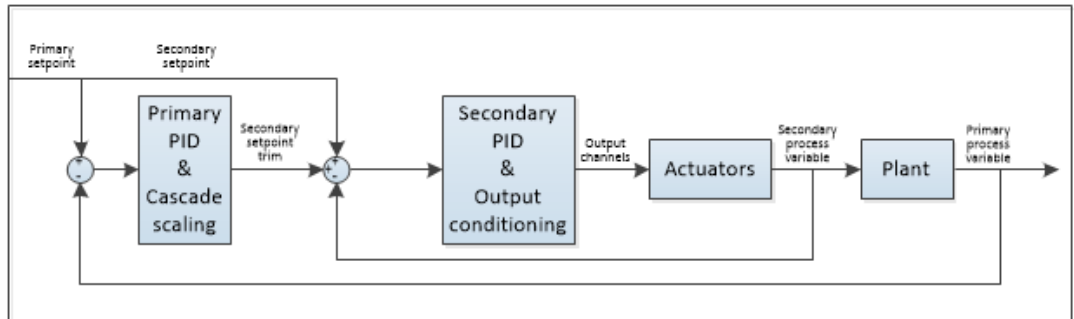 Primary
setpoint
Secondary
setpoint
Primary
PID
&
Cascade
scaling
Secondary
setpoint
trim
Secondary
PID
&
Output
conditioning
Output
channels
Actuators
Secondary
process
variable
Plant
Primary
process
variable
+
-
+
+
-